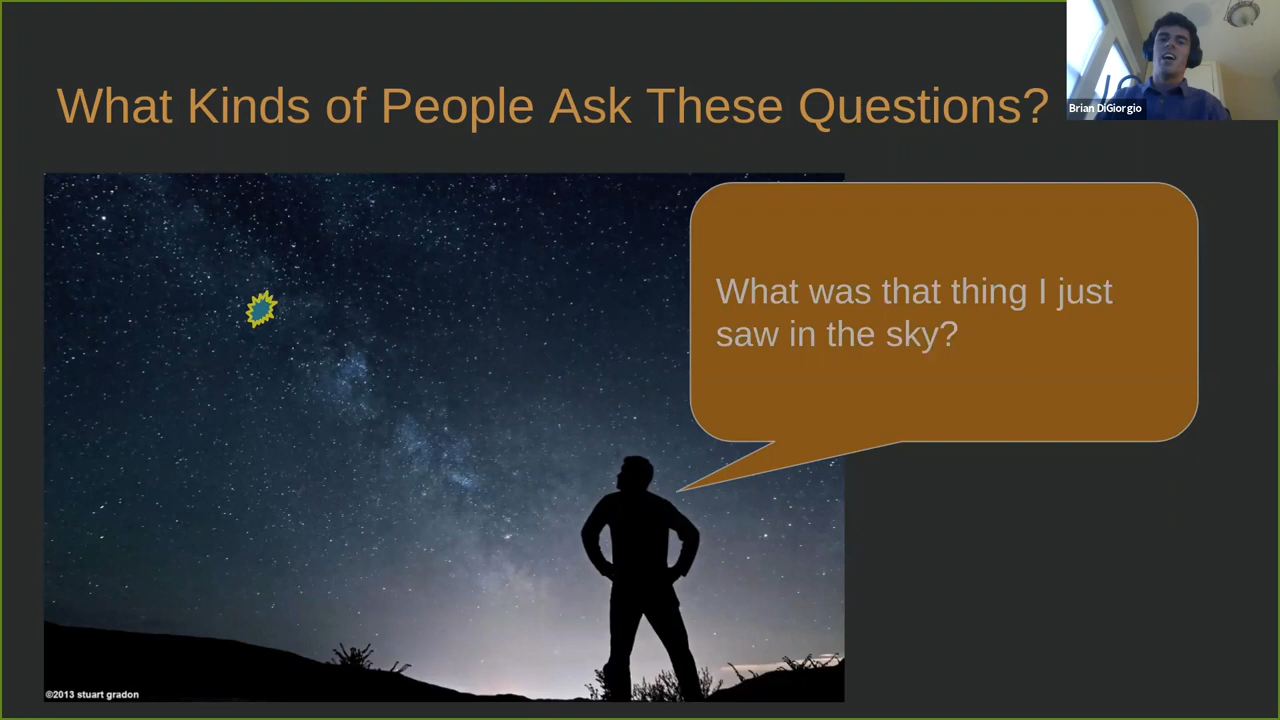 What Kinds of People Ask These Questions?
Brian DiGiorgio
What was that thing I just
saw in the sky?
©2013 stuart gradon